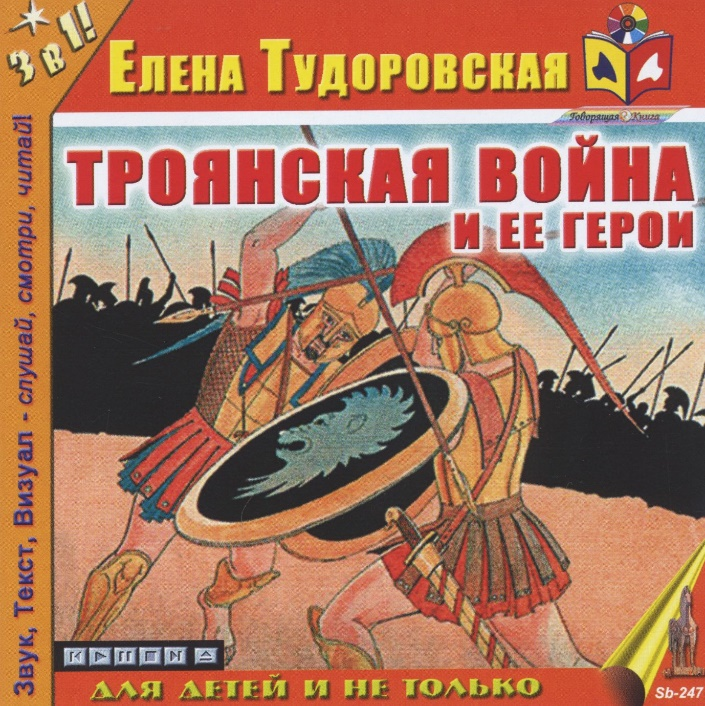 3 в 1!
Елена Тудоровская
Говорящая Книга
ТРОЯНСКАЯ ВОЙНА
И ЕЕ ГЕРОИ
Звук, Текст, Визуал - слушай, смотри, читай!
ДЛЯ ДЕТЕЙ И НЕ ТОЛЬКО
Sb-247